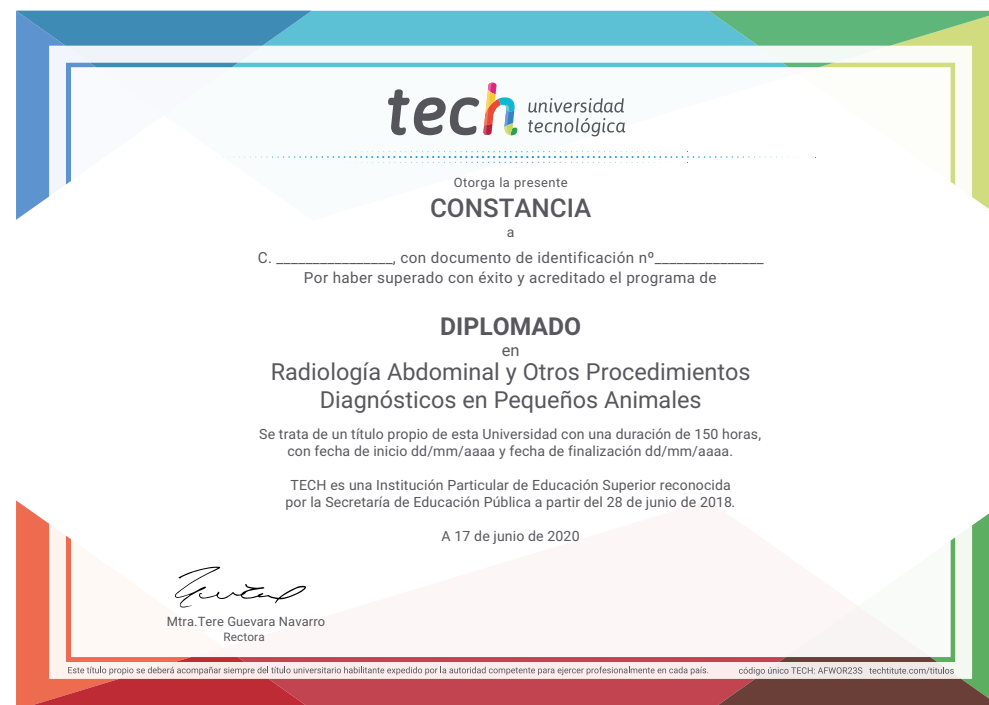 tech universidad
tecnológica
Otorga la presente
CONSTANCIA
a
C. ________________, con documento de identificación nº_______________
Por haber superado con éxito y acreditado el programa de
DIPLOMADO
en
Radiología Abdominal y Otros Procedimientos
Diagnósticos en Pequeños Animales
Se trata de un título propio de esta Universidad con una duración de 150 horas,
con fecha de inicio dd/mm/aaaa y fecha de finalización dd/mm/aaaa.
TECH es una Institución Particular de Educación Superior reconocida
por la Secretaría de Educación Pública a partir del 28 de junio de 2018.
A 17 de junio de 2020
Mtra.Tere Guevara Navarro
Rectora
Este título propio se deberá acompañar siempre del título universitario habilitante expedido por la autoridad competente para ejercer profesionalmente en cada país. código único TECH: AFWOR23S techtitute.com/titulos